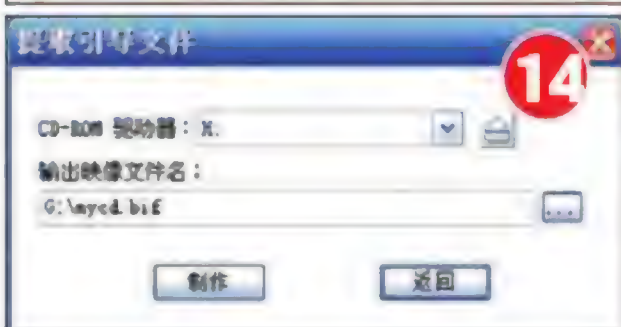 提取引导文件
14
CD-ROM 驱动器：X.
输出映像文件名：
G:\mycd.bif
...
制作
返回